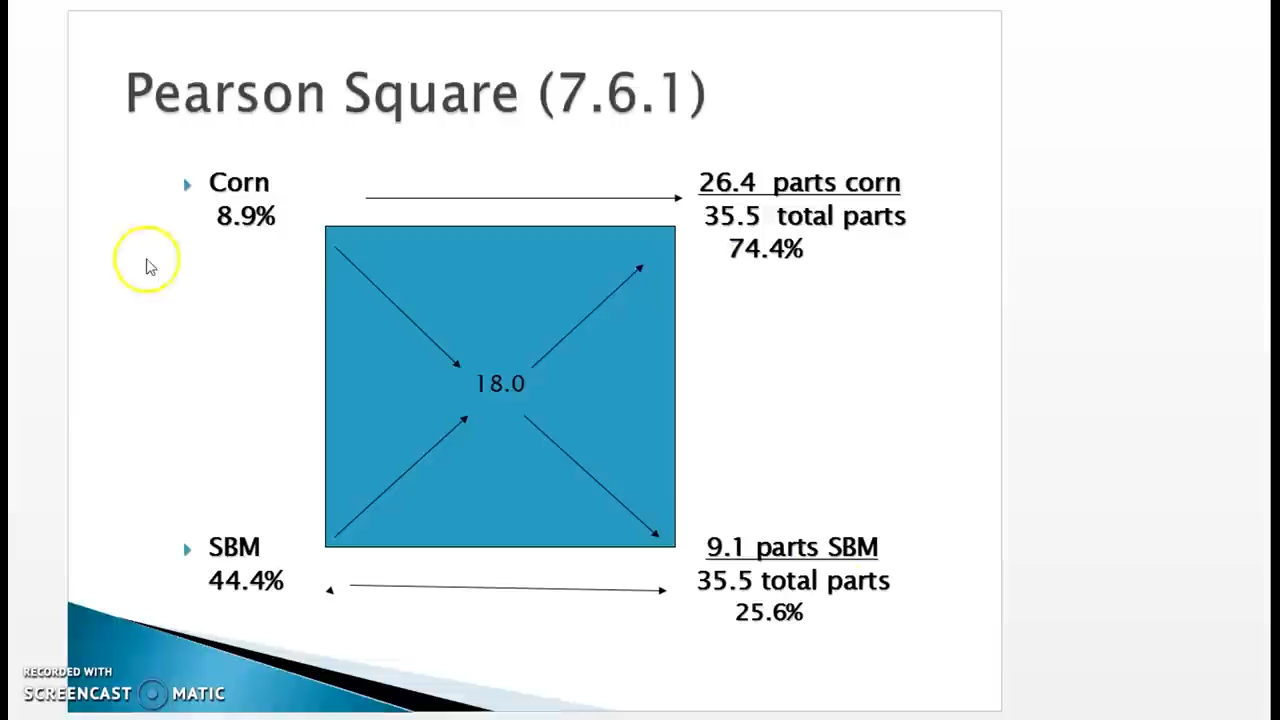 Pearson Square (7.6.1)
Corn
8.9%
26.4 parts corn
35.5 total parts
74.4%
18.0
SBM
44.4%
9.1 parts SBM
35.5 total parts
25.6%
RECORDED WITH
SCREENCAST MATIC